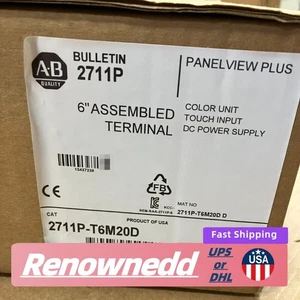 A-B
QUALITY
BULLETIN
2711P
PANELVIEW PLUS
6" ASSEMBLED
TERMINAL
COLOR UNIT
TOUCH INPUT
DC POWER SUPPLY
MAT NO
2711P-T6M20D D
PRODUCT OF USA
CAT
2711P-T6M20D
Fast Shipping
Renownedd
UPS
or
DHL
USA